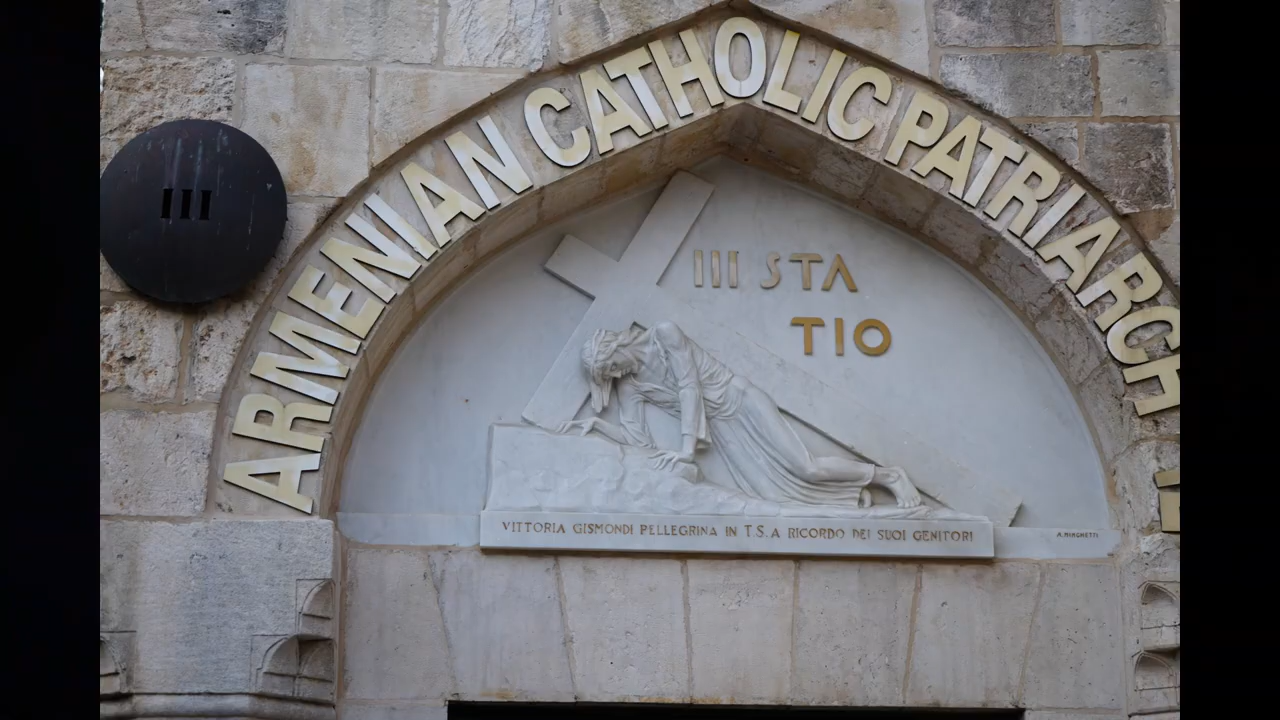 III
ARMENIAN CATHOLIC PATRIARCH
III STA
TIO
VITTORIA GISMONDI PELLEGRINA IN T.S. A RICORDO DEI SUOI GENITORI
A. MINGHETTI